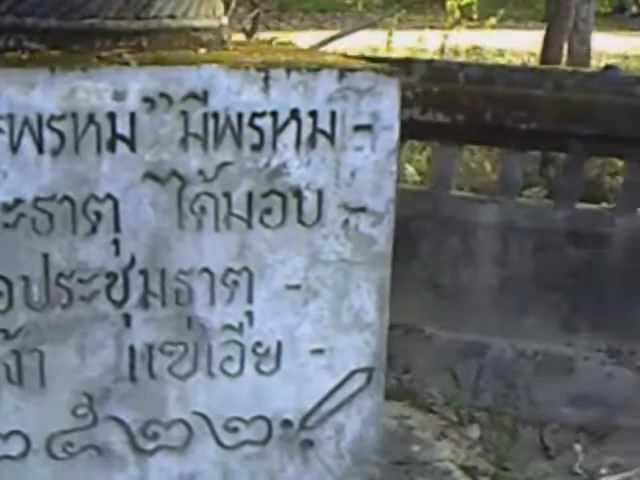 ะพรหม" มีพรหม-
ะธาตุ ได้มอบ-
อประชุมธาตุ-
ง้า แซ่เอีย-
๒๕๒๒